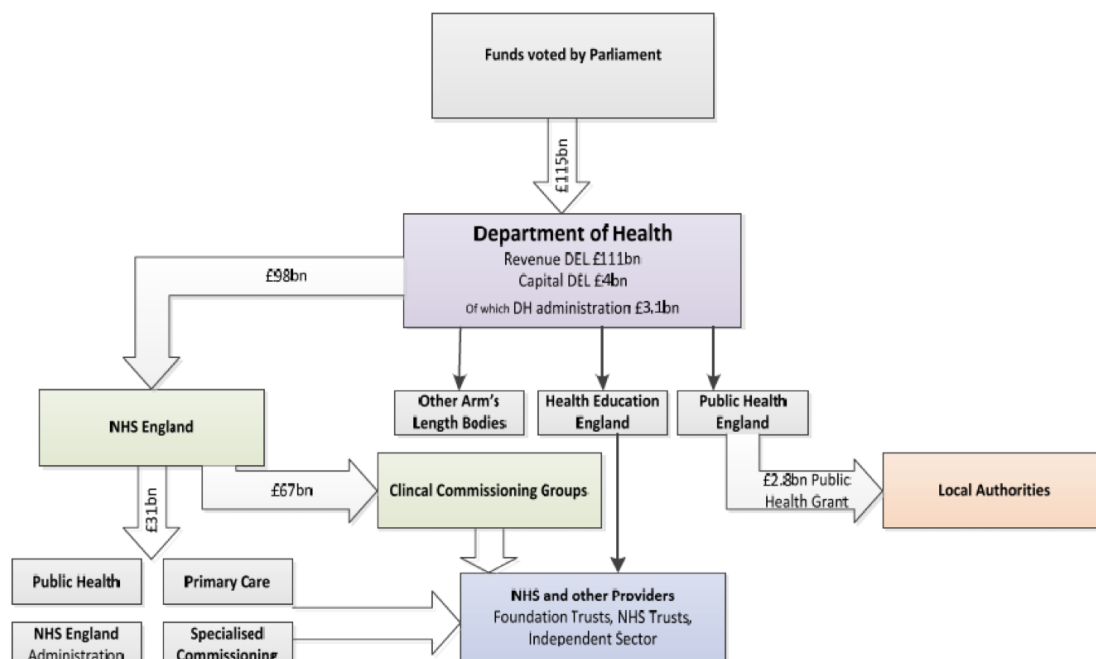 Funds voted by Parliament
£115bn
Department of Health
Revenue DEL £111bn
Capital DEL £4bn
Of which DH administration £3.1bn
£98bn
NHS England
Other Arm's
Length Bodies
Health Education
England
Public Health
England
£67bn
Clincal Commissioning Groups
£2.8bn Public
Health Grant
Local Authorities
£31bn
Public Health
Primary Care
NHS and other Providers
Foundation Trusts, NHS Trusts,
Independent Sector
NHS England
Administration
Specialised
Commissioning